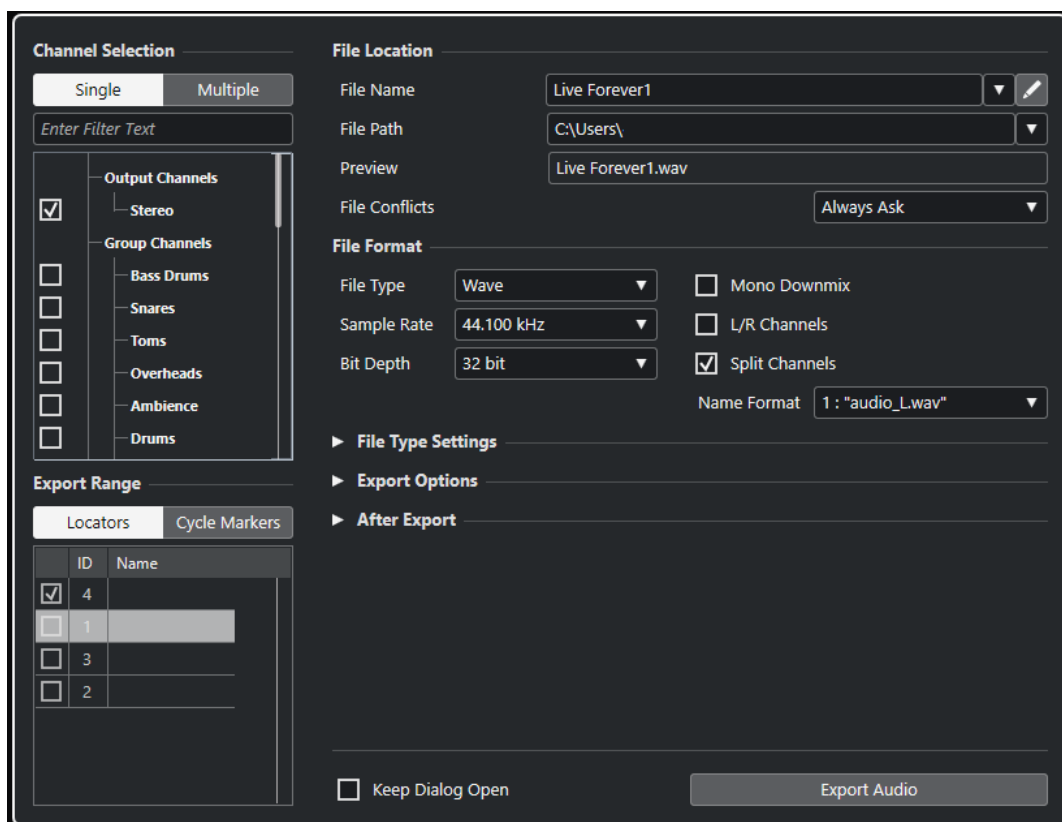 Channel Selection
Single Multiple
Enter Filter Text
Output Channels
Stereo
Group Channels
Bass Drums
Snares
Toms
Overheads
Ambience
Drums
Export Range
Locators Cycle Markers
ID Name
4
1
3
2
File Location
File Name Live Forever1
File Path C:\Users\
Preview Live Forever1.wav
File Conflicts Always Ask
File Format
File Type Wave Mono Downmix
Sample Rate 44.100 kHz L/R Channels
Bit Depth 32 bit Split Channels
Name Format 1 : "audio_L.wav"
File Type Settings
Export Options
After Export
Keep Dialog Open Export Audio